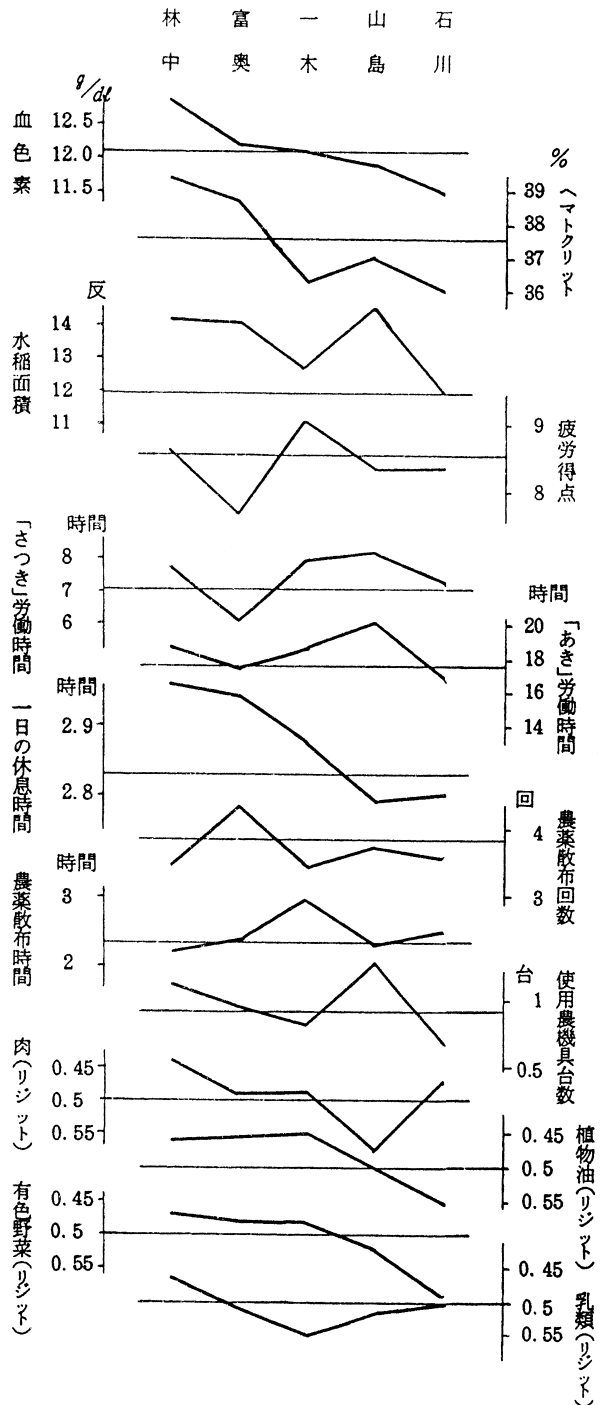 林中 富奥 一木 山島 石川
g/dl
血色素
12.5
12.0
11.5
%
ヘマトクリット
39
38
37
36
反
水稲面積
14
13
12
11
疲労得点
9
8
時間
「さつき」労働時間
8
7
6
時間
「あき」労働時間
20
18
16
14
時間
一日の休息時間
2.9
2.8
回
農薬散布回数
4
3
時間
農薬散布時間
3
2
台
使用農機具台数
1
0.5
肉(リジット)
0.45
0.5
0.55
植物油(リジット)
0.45
0.5
0.55
有色野菜(リジット)
0.45
0.5
0.55
乳類(リジット)
0.45
0.5
0.55